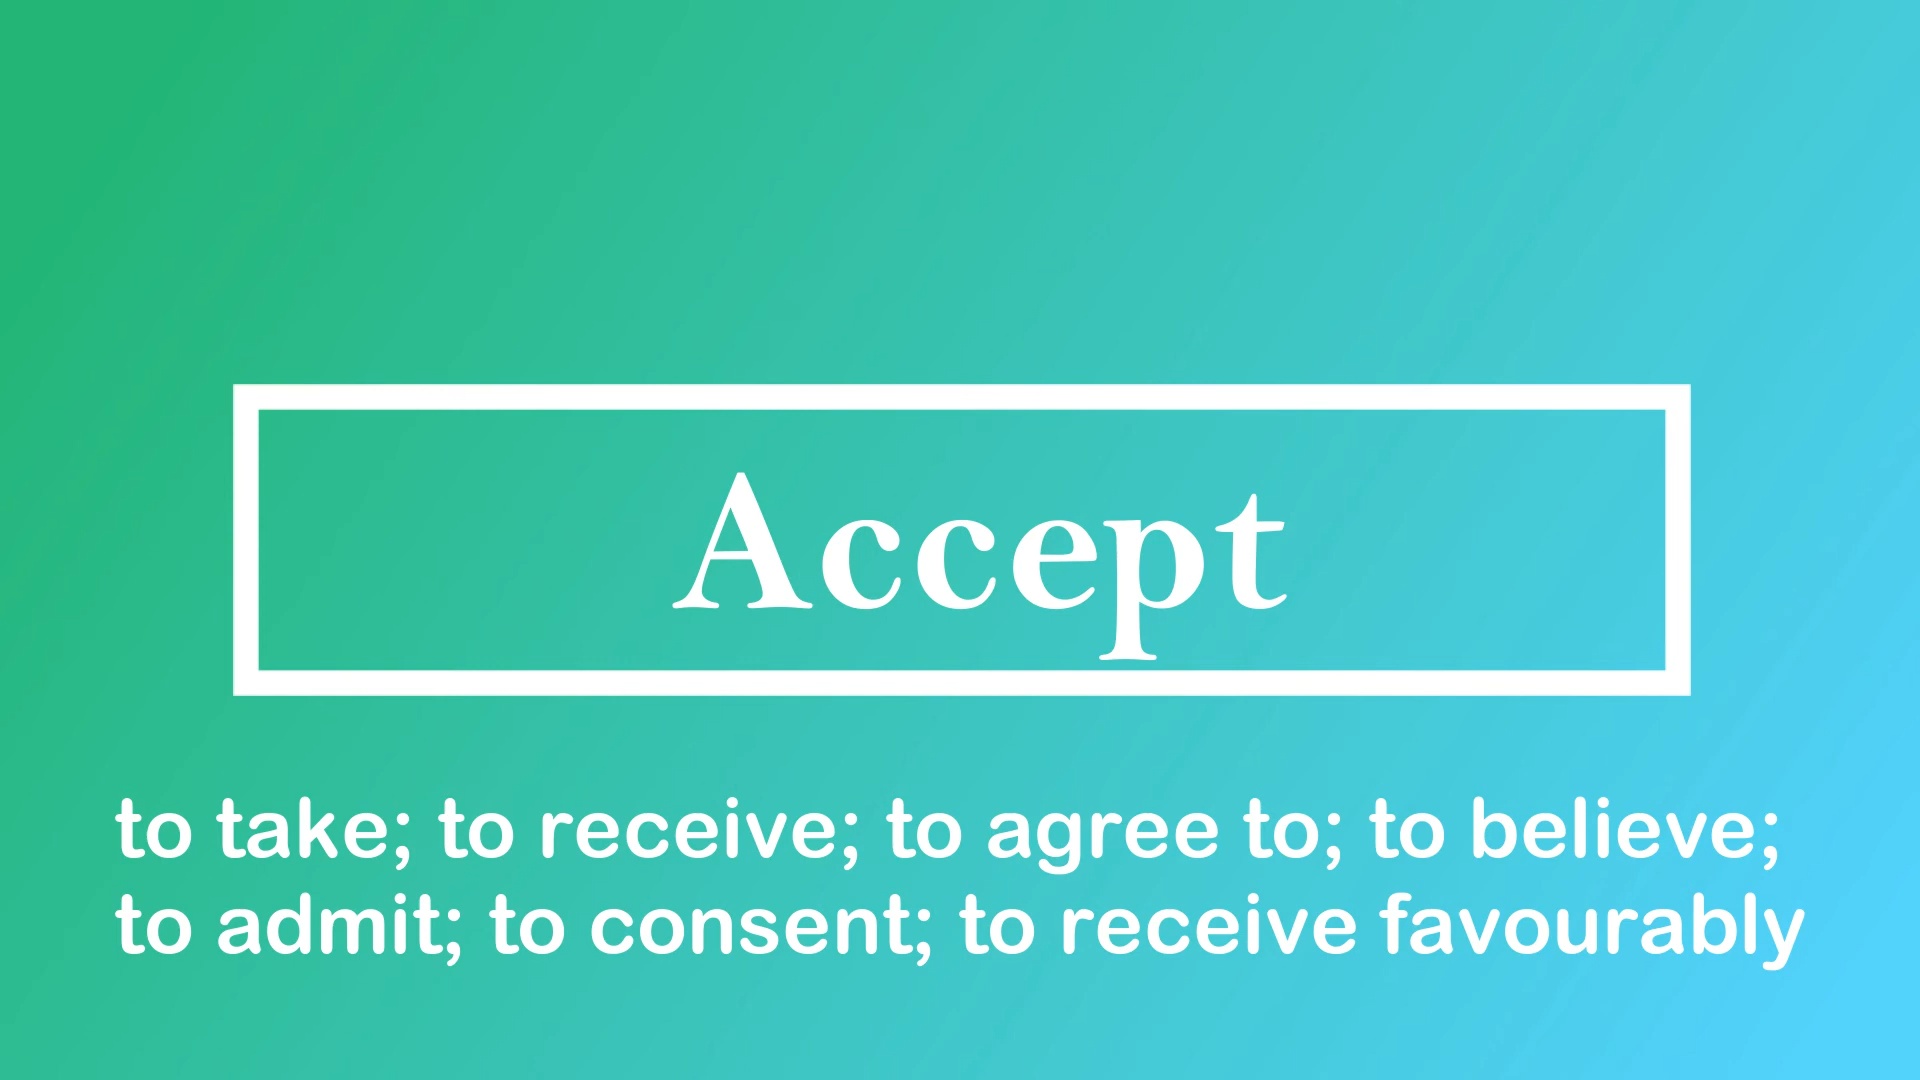 Accept
to take; to receive; to agree to; to believe;
to admit; to consent; to receive favourably